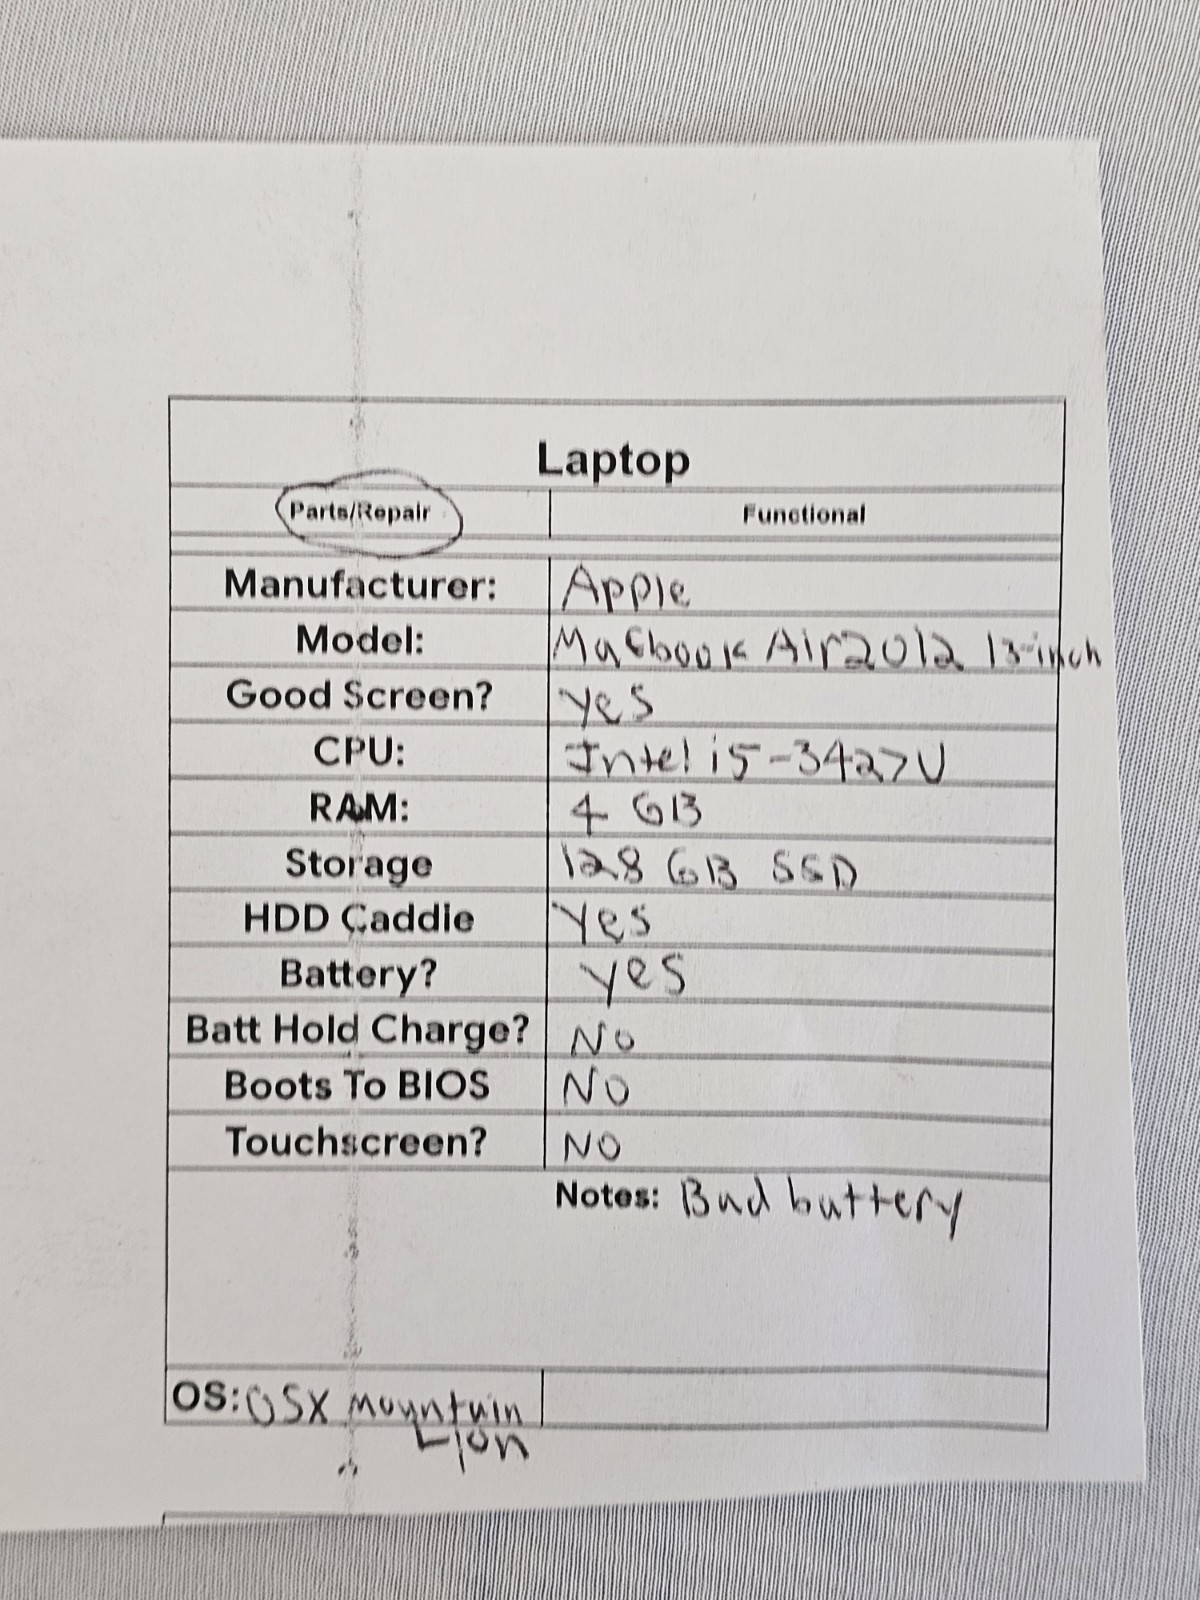 Laptop
Parts/Repair Functional
Manufacturer: Apple
Model: Macbook Air 2012 13-inch
Good Screen? Yes
CPU: Intel i5-3427U
RAM: 4 GB
Storage 128 GB SSD
HDD Caddie Yes
Battery? yes
Batt Hold Charge? No
Boots To BIOS NO
Touchscreen? NO
Notes: Bad battery
OS: OSX Mountain
Lion